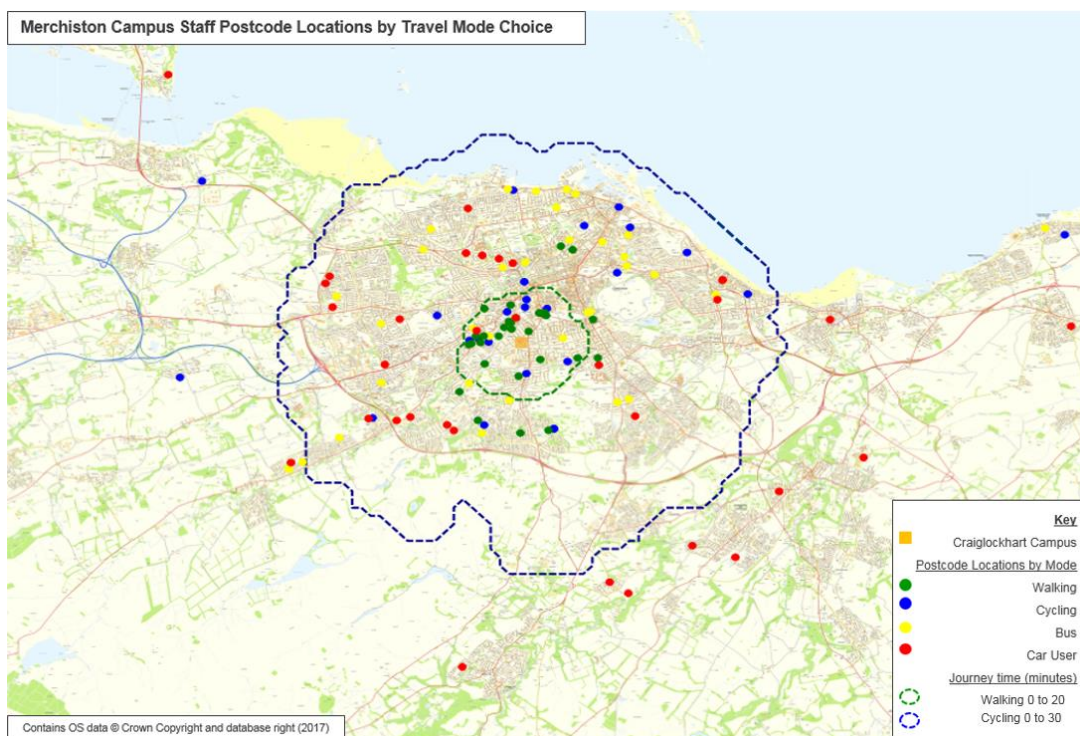 Merchiston Campus Staff Postcode Locations by Travel Mode Choice
Key
Craiglockhart Campus
Postcode Locations by Mode
Walking
Cycling
Bus
Car User
Journey time (minutes)
Walking 0 to 20
Cycling 0 to 30
Contains OS data © Crown Copyright and database right (2017)